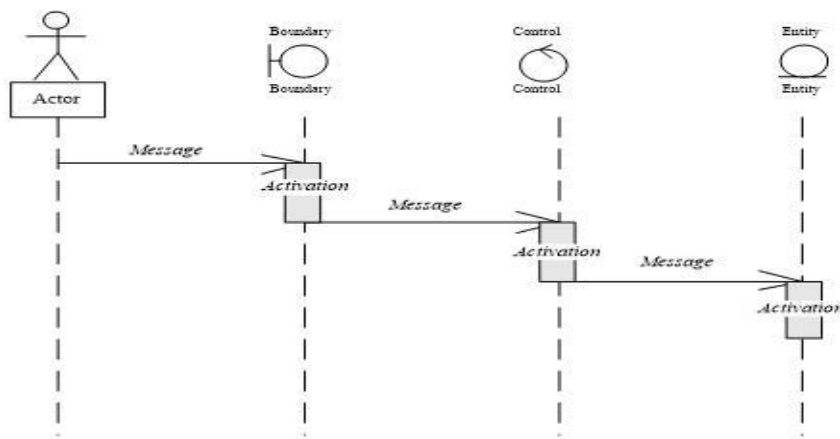 Boundary
Control
Entity
Boundary
Control
Entity
Actor
Message
Activation
Message
Activation
Message
Activation